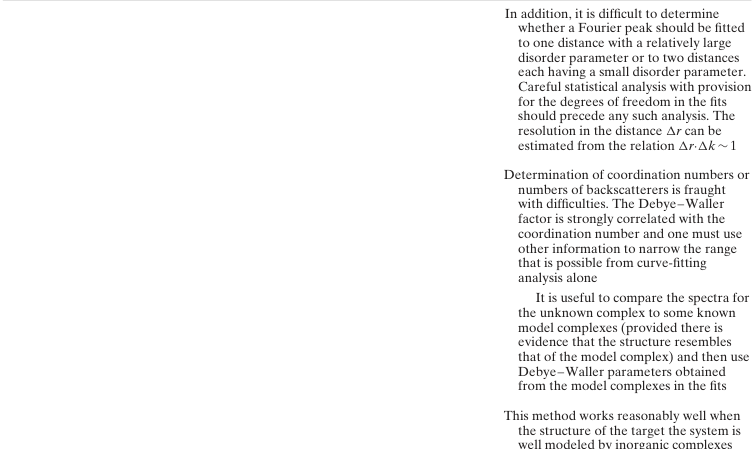 In addition, it is difficult to determine
whether a Fourier peak should be fitted
to one distance with a relatively large
disorder parameter or to two distances
each having a small disorder parameter.
Careful statistical analysis with provision
for the degrees of freedom in the fits
should precede any such analysis. The
resolution in the distance Δr can be
estimated from the relation Δr·Δk ∼ 1
Determination of coordination numbers or
numbers of backscatterers is fraught
with difficulties. The Debye–Waller
factor is strongly correlated with the
coordination number and one must use
other information to narrow the range
that is possible from curve-fitting
analysis alone
It is useful to compare the spectra for
the unknown complex to some known
model complexes (provided there is
evidence that the structure resembles
that of the model complex) and then use
Debye–Waller parameters obtained
from the model complexes in the fits
This method works reasonably well when
the structure of the target the system is
well modeled by inorganic complexes